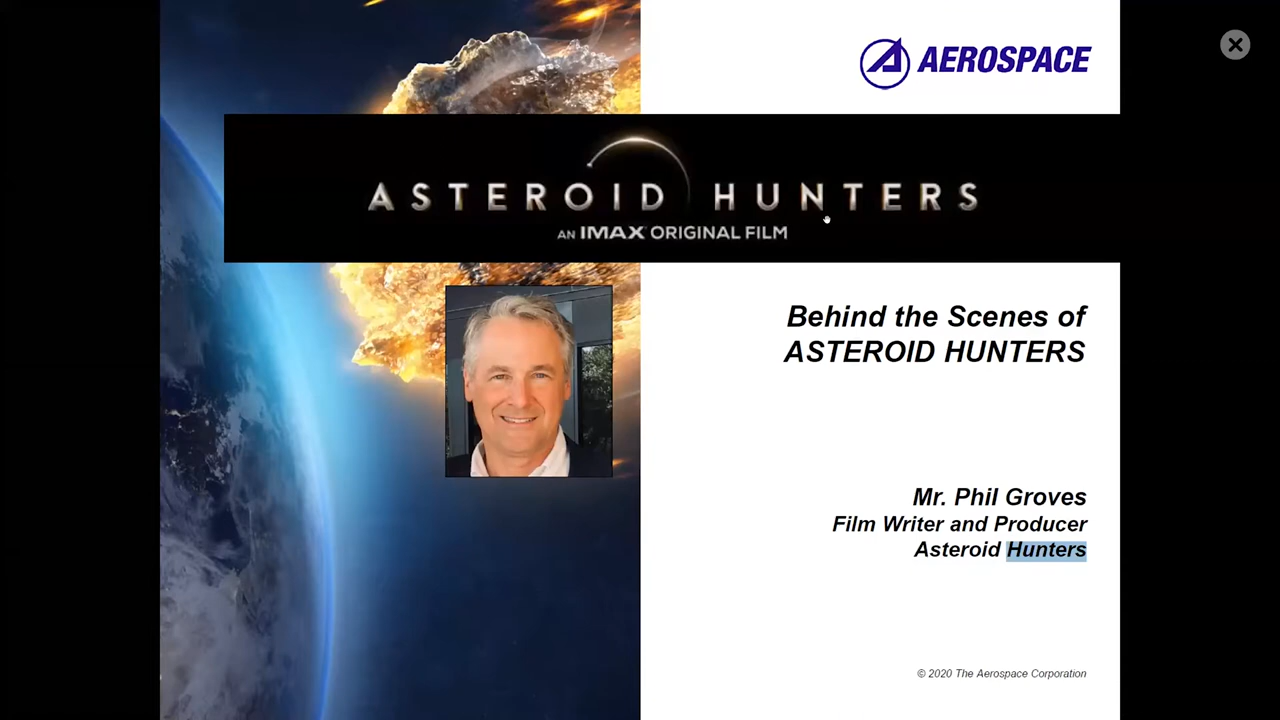 AEROSPACE
ASTEROID HUNTERS
AN IMAX ORIGINAL FILM
Behind the Scenes of
ASTEROID HUNTERS
Mr. Phil Groves
Film Writer and Producer
Asteroid Hunters
© 2020 The Aerospace Corporation